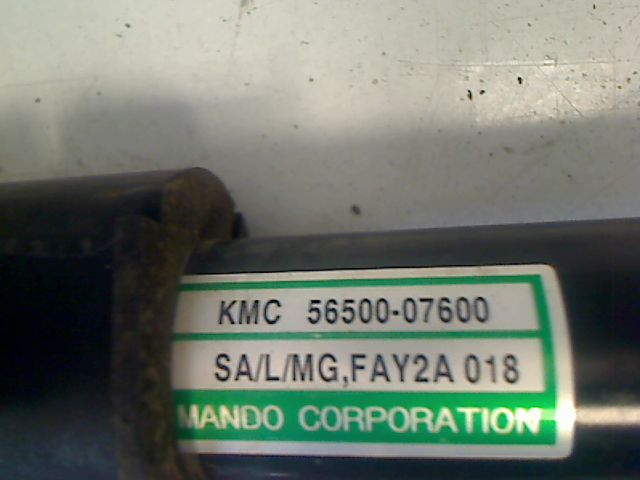 KMC 56500-07600
SA/L/MG,FAY2A 018
MANDO CORPORATION